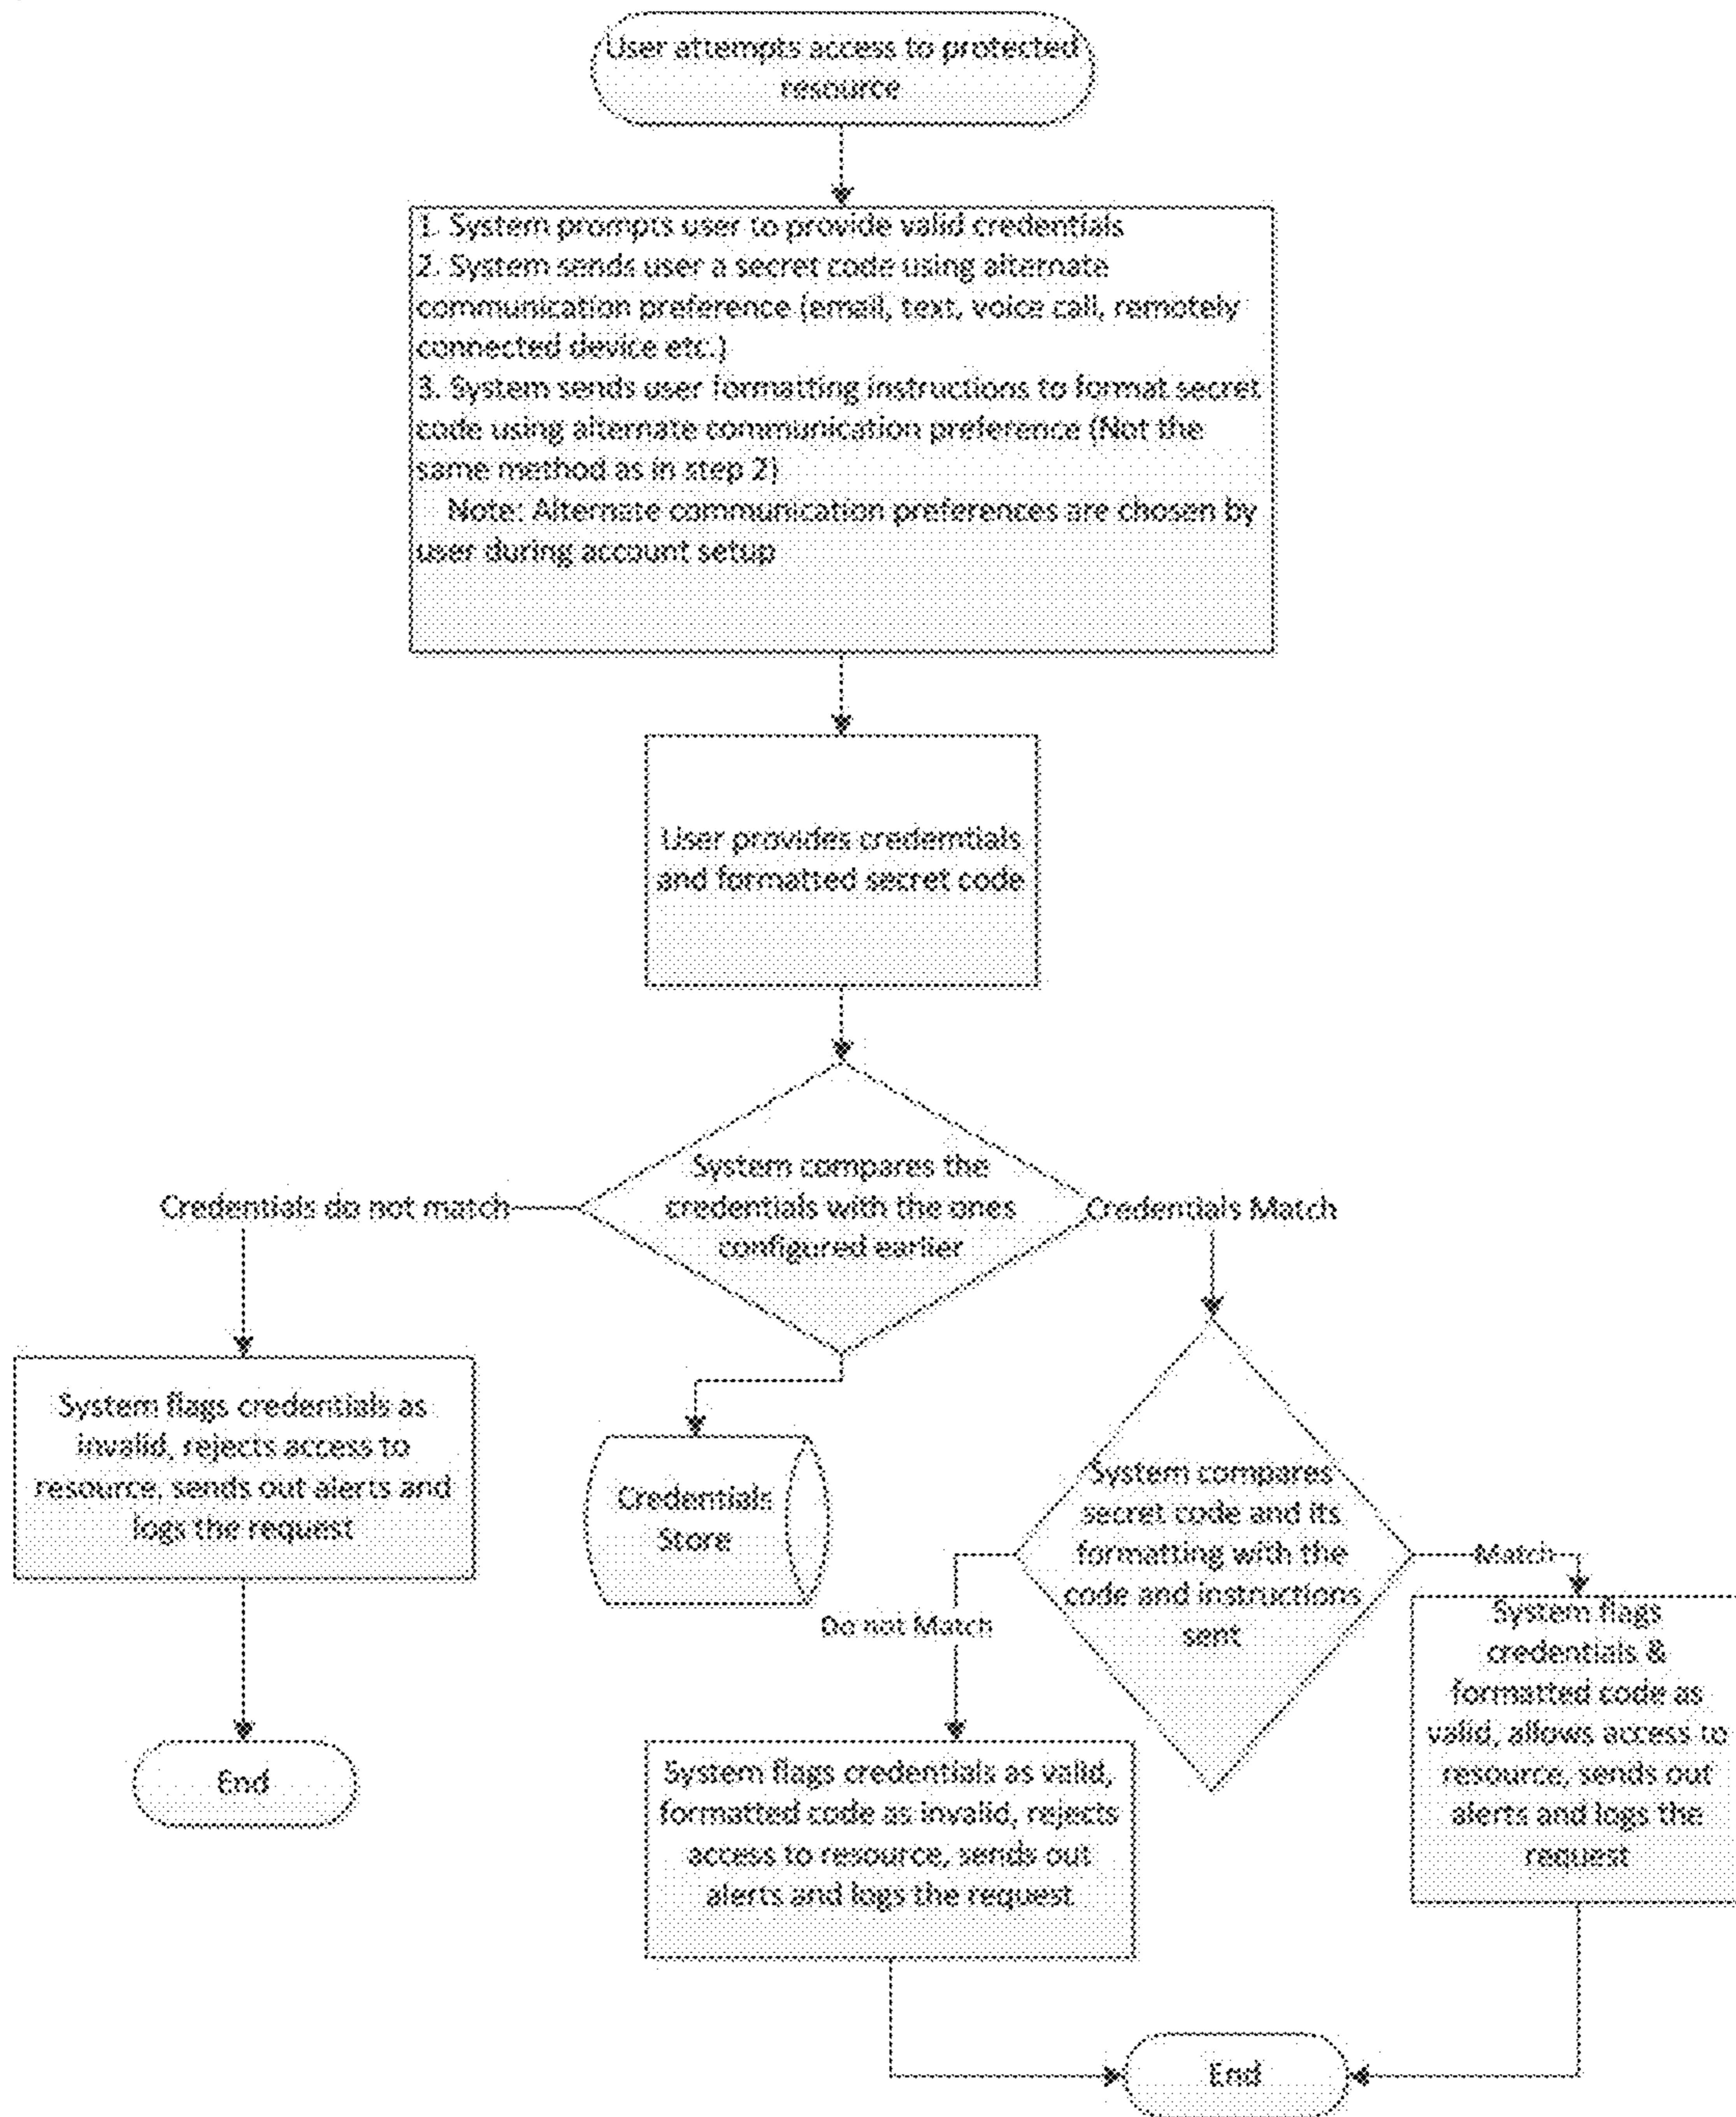 User attempts access to protected
resource
1. System prompts user to provide valid credentials
2. System sends user a secret code using alternate
communication preference (email, text, voice call, remotely
connected device etc.)
3. System sends user formatting instructions to format secret
code using alternate communication preference (Not the
same method as in step 2)
Note: Alternate communication preferences are chosen by
user during account setup
User provides credentials
and formatted secret code
System compares the
credentials with the ones
configured earlier
Credentials do not match
Credentials Match
System flags credentials as
invalid, rejects access to
resource, sends out alerts and
logs the request
Credentials
Store
System compares
secret code and its
formatting with the
code and instructions
sent
Match
Do not Match
System flags
credentials &
formatted code as
valid, allows access to
resource, sends out
alerts and logs the
request
End
System flags credentials as valid,
formatted code as invalid, rejects
access to resource, sends out
alerts and logs the request
End